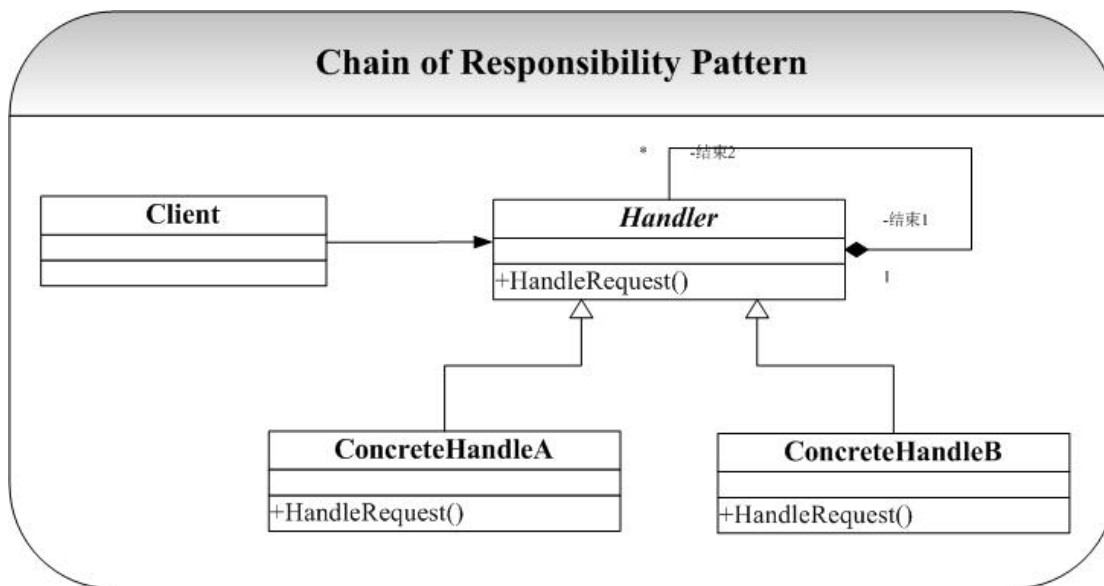 Chain of Responsibility Pattern
* -结束2
Client
Handler
-结束1
+HandleRequest()
1
ConcreteHandleA
+HandleRequest()
ConcreteHandleB
+HandleRequest()